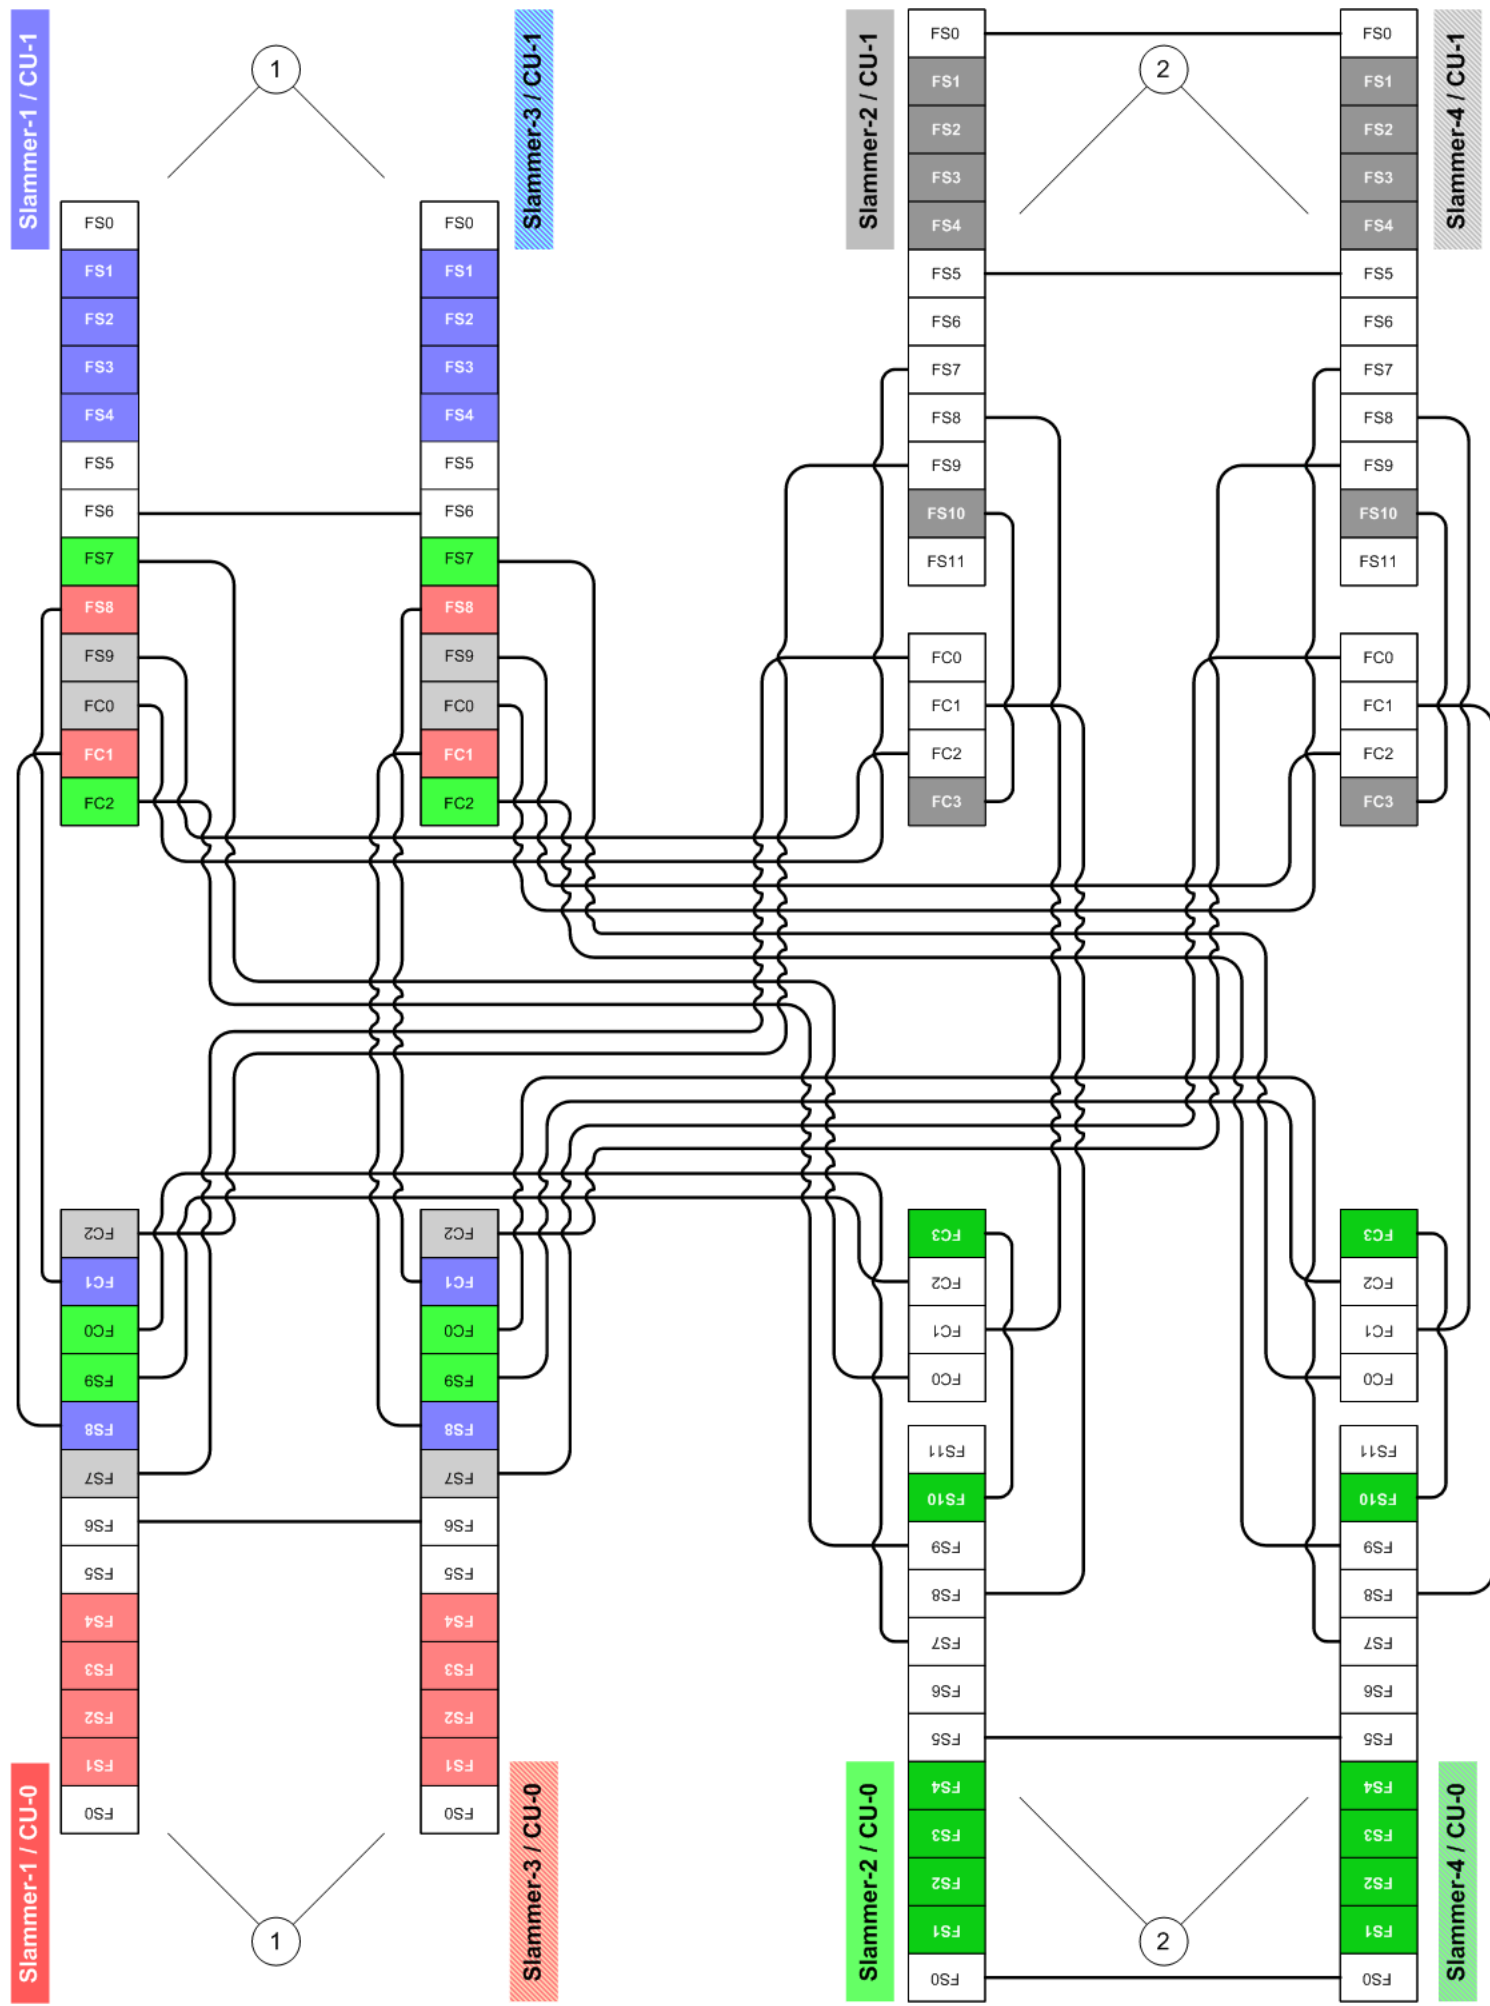 Slammer-1 / CU-1
1
Slammer-3 / CU-1
Slammer-2 / CU-1
2
Slammer-4 / CU-1
FS0
FS1
FS2
FS3
FS4
FS5
FS6
FS7
FS8
FS9
FC0
FC1
FC2
FS0
FS1
FS2
FS3
FS4
FS5
FS6
FS7
FS8
FS9
FC0
FC1
FC2
FS0
FS1
FS2
FS3
FS4
FS5
FS6
FS7
FS8
FS9
FS10
FS11
FC0
FC1
FC2
FC3
FS0
FS1
FS2
FS3
FS4
FS5
FS6
FS7
FS8
FS9
FS10
FS11
FC0
FC1
FC2
FC3
FC2
FC1
FC0
FS9
FS8
FS7
FS6
FS5
FS4
FS3
FS2
FS1
FS0
FC2
FC1
FC0
FS9
FS8
FS7
FS6
FS5
FS4
FS3
FS2
FS1
FS0
FC3
FC2
FC1
FC0
FS11
FS10
FS9
FS8
FS7
FS6
FS5
FS4
FS3
FS2
FS1
FS0
FC3
FC2
FC1
FC0
FS11
FS10
FS9
FS8
FS7
FS6
FS5
FS4
FS3
FS2
FS1
FS0
Slammer-1 / CU-0
1
Slammer-3 / CU-0
Slammer-2 / CU-0
2
Slammer-4 / CU-0